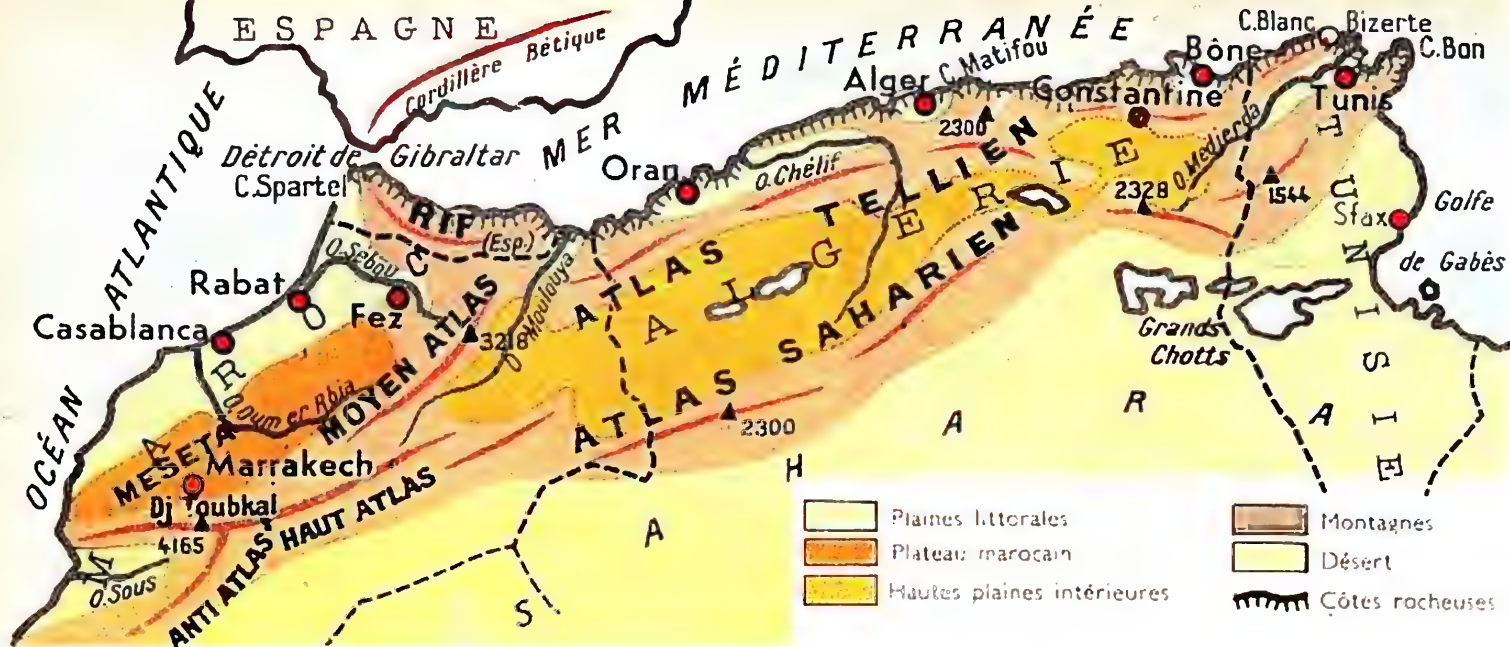 ESPAGNE
Cordillère Bétique
MER MÉDITERRANÉE
OCÉAN ATLANTIQUE
Détroit de Gibraltar
C.Spartel
C.Blanc
Bizerte
C.Bon
Bône
Tunis
C.Matifou
Alger
Constantine
Oran
2300
O.Chélif
O.Medjerda
2328
1544
Sfax
Golfe
de Gabès
RIF
(Esp.)
O.Sébou
Rabat
Fez
Casablanca
O.Moulouya
3218
MOYEN ATLAS
ATLAS TELLIEN
ATLAS SAHARIEN
ALGERIE
TUNISIE
MAROC
Grands
Chotts
O.Oum er Rbia
MESETA
Marrakech
Dj Toubkal
4165
HAUT ATLAS
ANTI ATLAS
O.Sous
2300
SAHARA
Plaines littorales
Plateau marocain
Hautes plaines intérieures
Montagnes
Désert
Côtes rocheuses